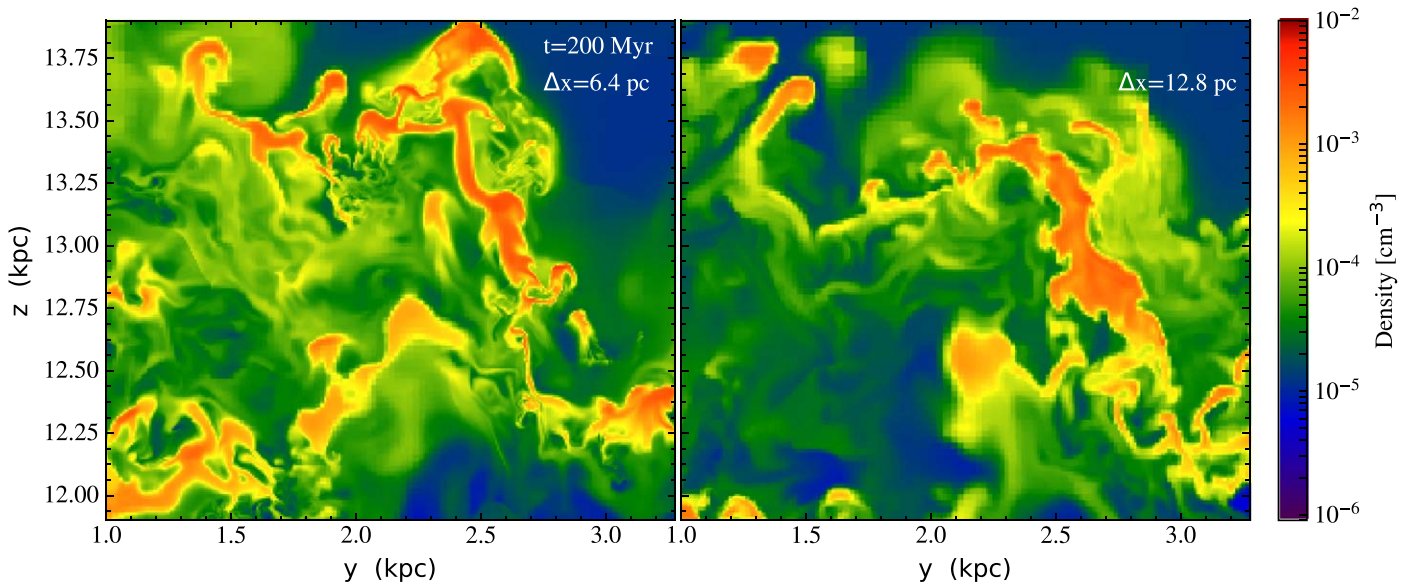 t=200 Myr
Δx=6.4 pc
Δx=12.8 pc
13.75
13.50
13.25
13.00
12.75
12.50
12.25
12.00
z (kpc)
1.0 1.5 2.0 2.5 3.0
y (kpc)
1.0 1.5 2.0 2.5 3.0
y (kpc)
10⁻²
10⁻³
10⁻⁴
10⁻⁵
10⁻⁶
Density [cm⁻³]